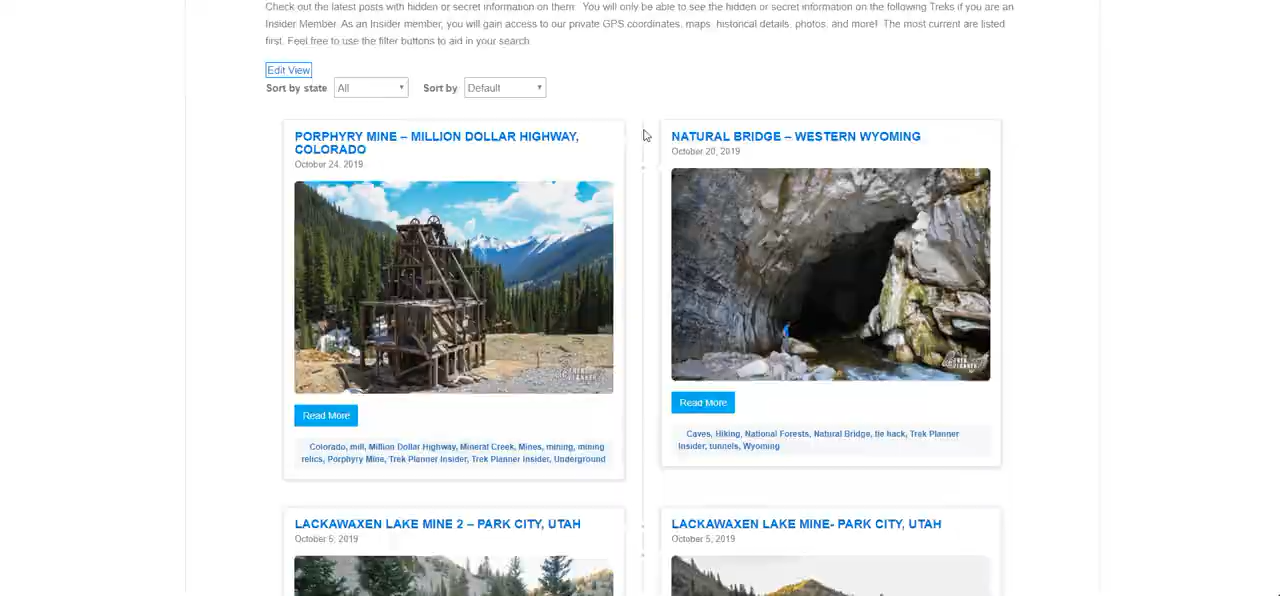 Check out the latest posts with hidden or secret information on them. You will only be able to see the hidden or secret information on the following Treks if you are an
Insider Member. As an Insider member, you will gain access to our private GPS coordinates, maps, historical details, photos, and more! The most current are listed
first. Feel free to use the filter buttons to aid in your search.
Edit View
Sort by state All Sort by Default
PORPHYRY MINE – MILLION DOLLAR HIGHWAY,
COLORADO
October 24, 2019
Read More
Colorado, mill, Million Dollar Highway, Mineral Creek, Mines, mining, mining
relics, Porphyry Mine, Trek Planner Insider, Trek Planner Insider, Underground
NATURAL BRIDGE – WESTERN WYOMING
October 20, 2019
TREK PLANNER
Read More
Caves, Hiking, National Forests, Natural Bridge, tie hack, Trek Planner
Insider, tunnels, Wyoming
LACKAWAXEN LAKE MINE 2 – PARK CITY, UTAH
October 5, 2019
LACKAWAXEN LAKE MINE- PARK CITY, UTAH
October 5, 2019